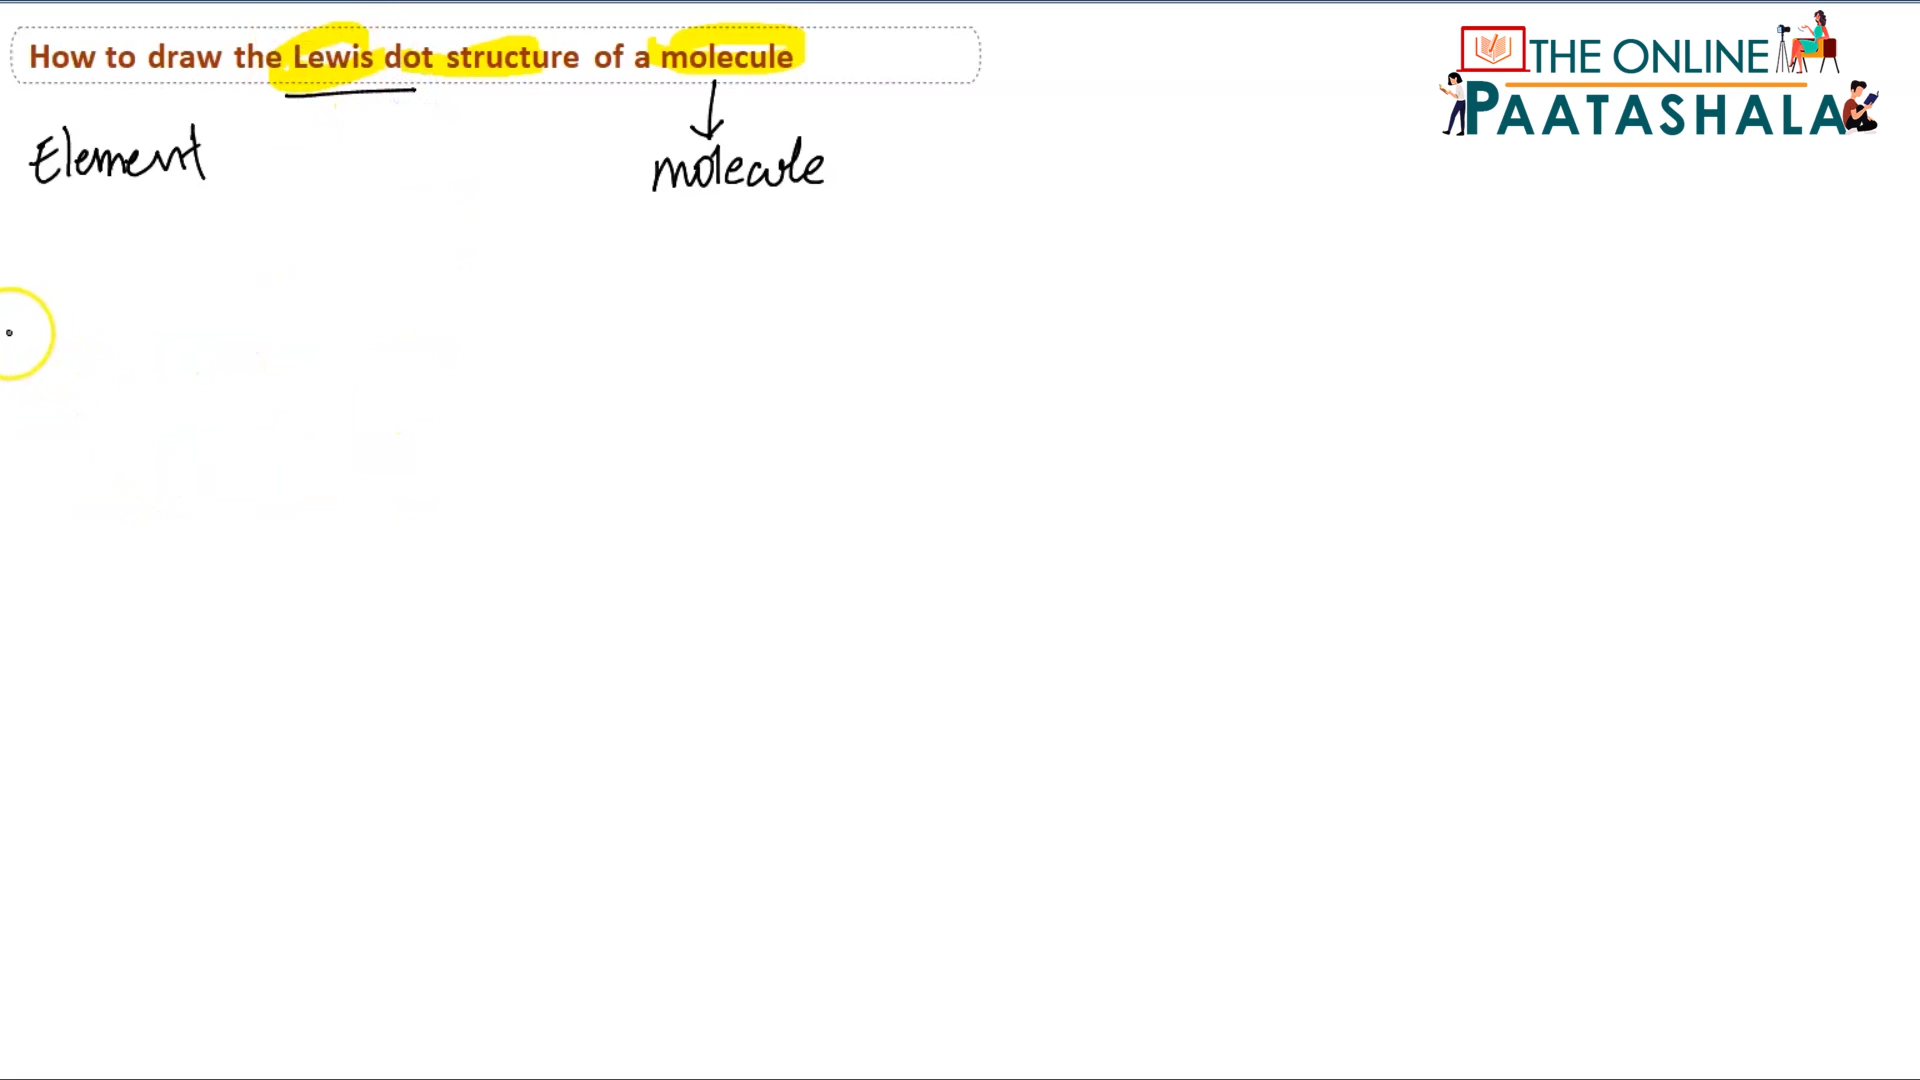 How to draw the Lewis dot structure of a molecule
THE ONLINE
PAATASHALA
Element
molecule